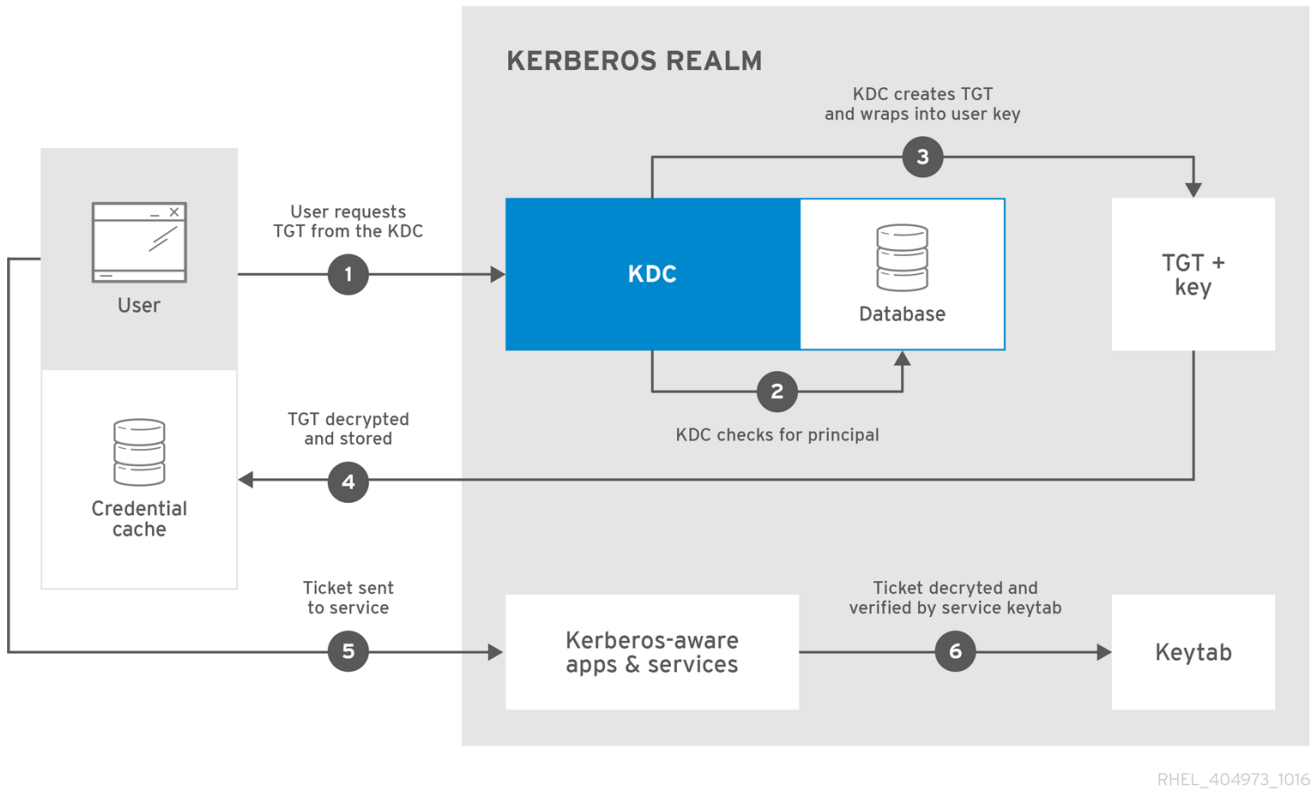 KERBEROS REALM
KDC creates TGT
and wraps into user key
3
User requests
TGT from the KDC
1
User
KDC
Database
TGT +
key
2
KDC checks for principal
TGT decrypted
and stored
4
Credential
cache
Ticket sent
to service
5
Kerberos-aware
apps & services
Ticket decryted and
verified by service keytab
6
Keytab
RHEL_404973_1016